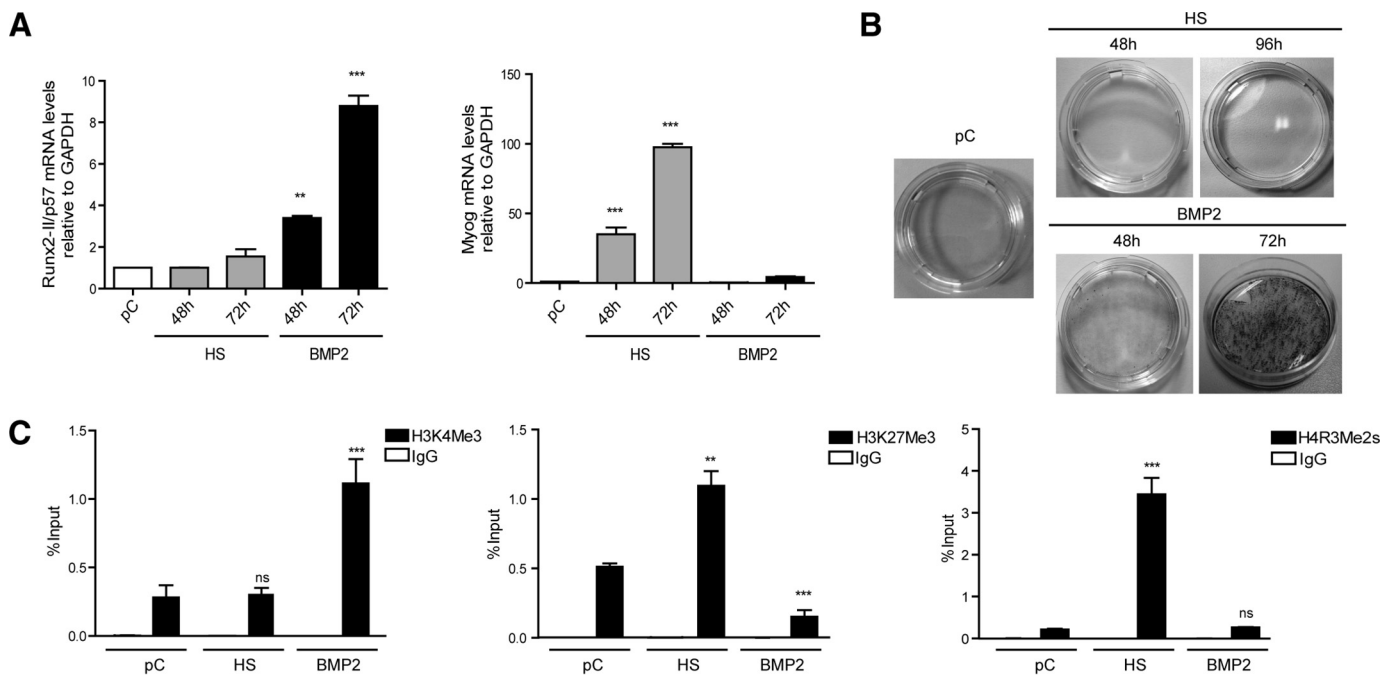 A
Runx2-II/p57 mRNA levels
relative to GAPDH
10
8
6
4
2
0
***
**
pC
48h
72h
48h
72h
HS
BMP2
Myog mRNA levels
relative to GAPDH
150
100
50
0
***
***
pC
48h
72h
48h
72h
HS
BMP2
B
HS
48h
96h
pC
BMP2
48h
72h
C
%Input
1.5
1.0
0.5
0.0
H3K4Me3
IgG
ns
***
pC
HS
BMP2
%Input
1.5
1.0
0.5
0.0
H3K27Me3
IgG
**
***
pC
HS
BMP2
%Input
5
4
3
2
1
0
H4R3Me2s
IgG
***
ns
pC
HS
BMP2